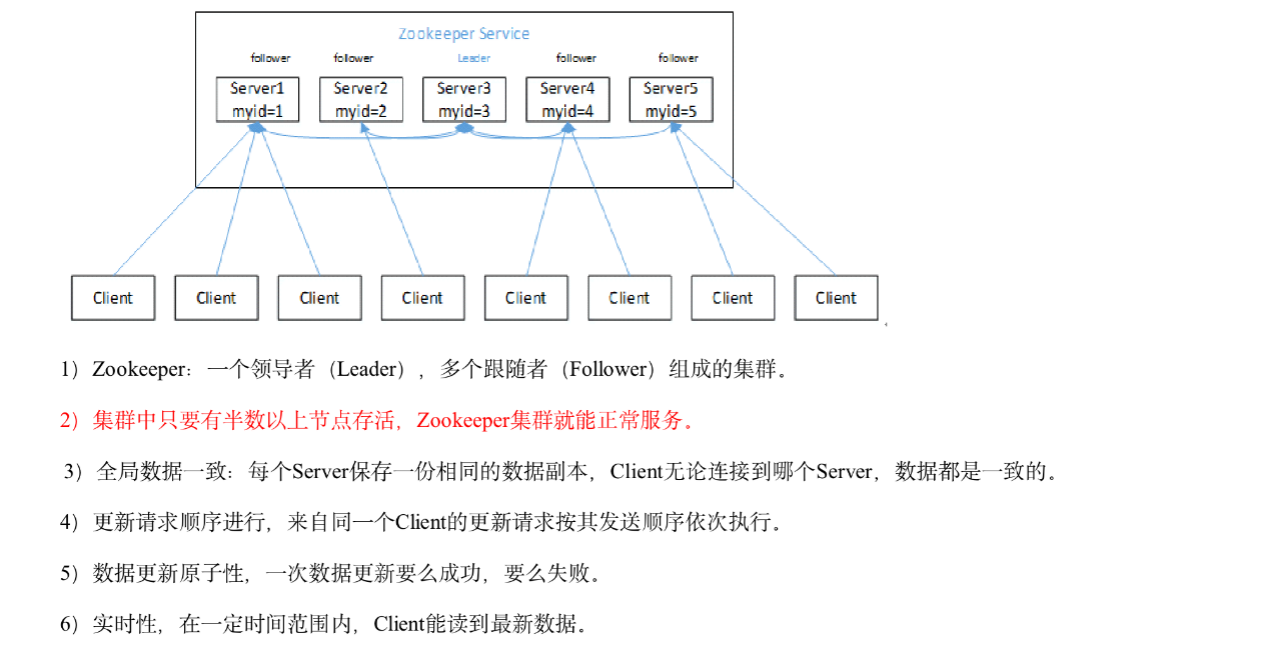 Zookeeper Service
follower follower Leader follower follower
Server1 Server2 Server3 Server4 Server5
myid=1 myid=2 myid=3 myid=4 myid=5
Client Client Client Client Client Client Client Client
1）Zookeeper：一个领导者（Leader），多个跟随者（Follower）组成的集群。
2）集群中只要有半数以上节点存活，Zookeeper集群就能正常服务。
3）全局数据一致：每个Server保存一份相同的数据副本，Client无论连接到哪个Server，数据都是一致的。
4）更新请求顺序进行，来自同一个Client的更新请求按其发送顺序依次执行。
5）数据更新原子性，一次数据更新要么成功，要么失败。
6）实时性，在一定时间范围内，Client能读到最新数据。